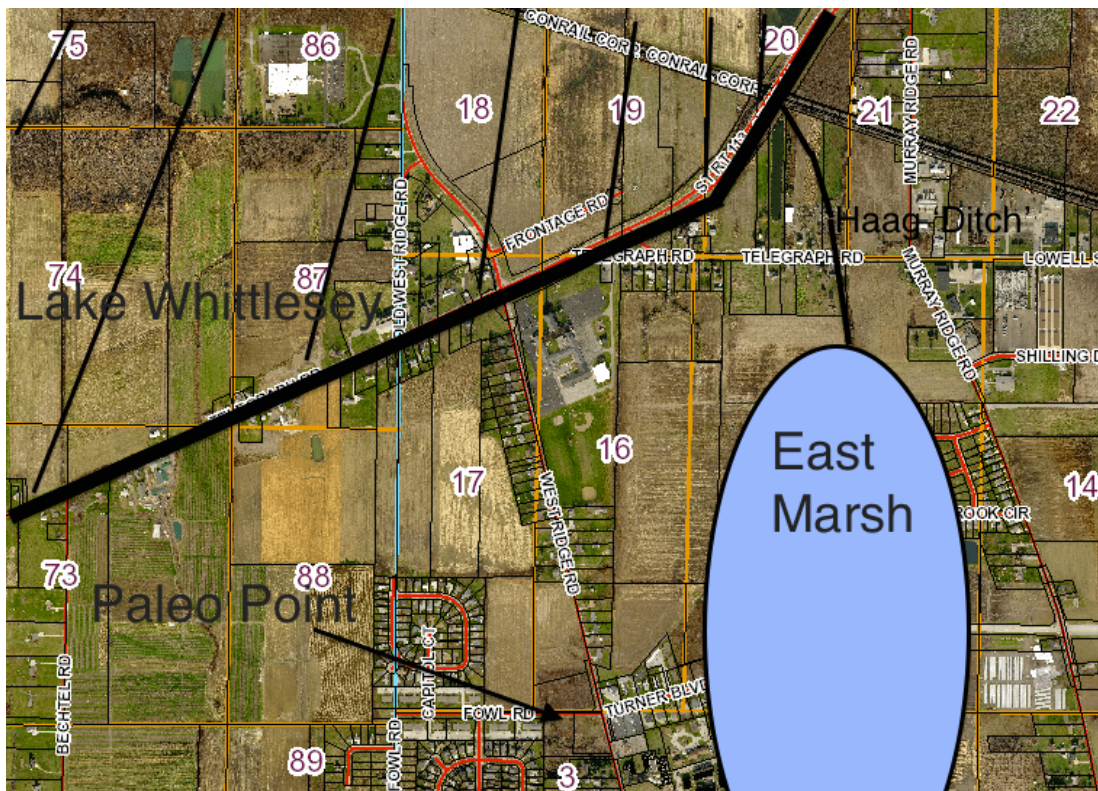 75
86
CONRAIL CORP, CONRAIL CORP
20
18
19
21
22
MURRAY RIDGE RD
ST RT 113
OLD WEST RIDGE RD
FRONTAGE RD
'Haag 'Ditch'
TELEGRAPH RD
TELEGRAPH RD
LOWELL S
74
87
Lake Whittlesey
MURRAY RIDGE RD
SHILLING D
TELEGRAPH RD
East
Marsh
16
17
WEST RIDGE RD
14
ROOK CIR
73
88
Paleo Point
CAPITOL CT
BECHTEL RD
FOWL RD
TURNER BLVD
FOWL RD
89
3